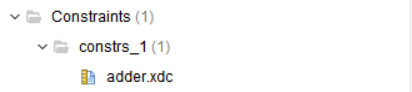 Constraints (1)
constrs_1 (1)
adder.xdc